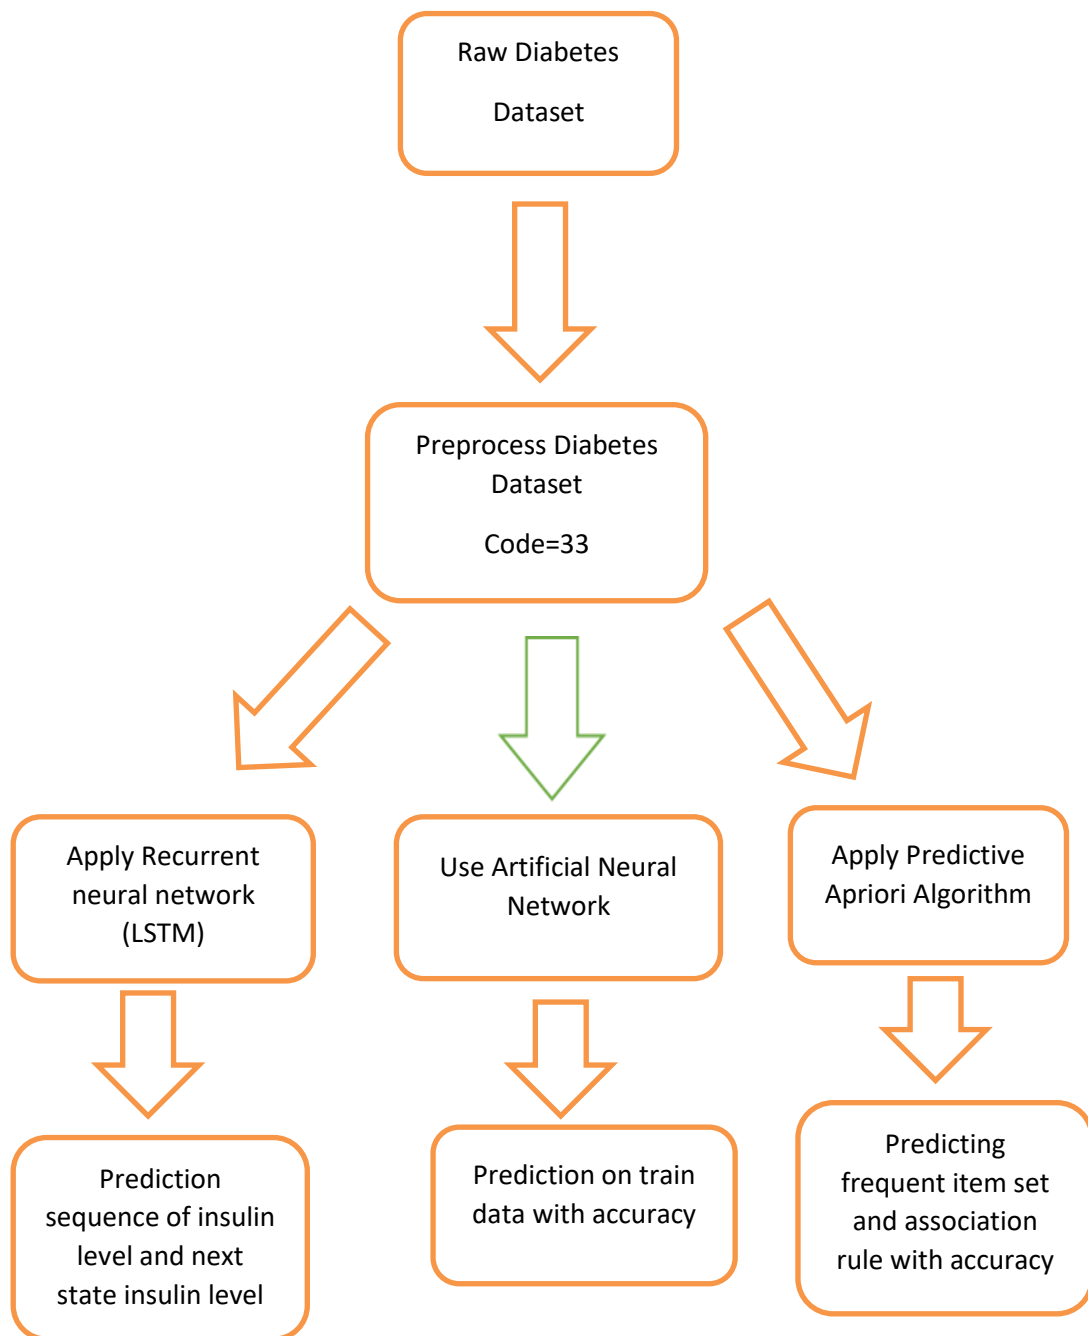 Raw Diabetes
Dataset
Preprocess Diabetes
Dataset
Code=33
Apply Recurrent
neural network
(LSTM)
Use Artificial Neural
Network
Apply Predictive
Apriori Algorithm
Prediction
sequence of insulin
level and next
state insulin level
Prediction on train
data with accuracy
Predicting
frequent item set
and association
rule with accuracy